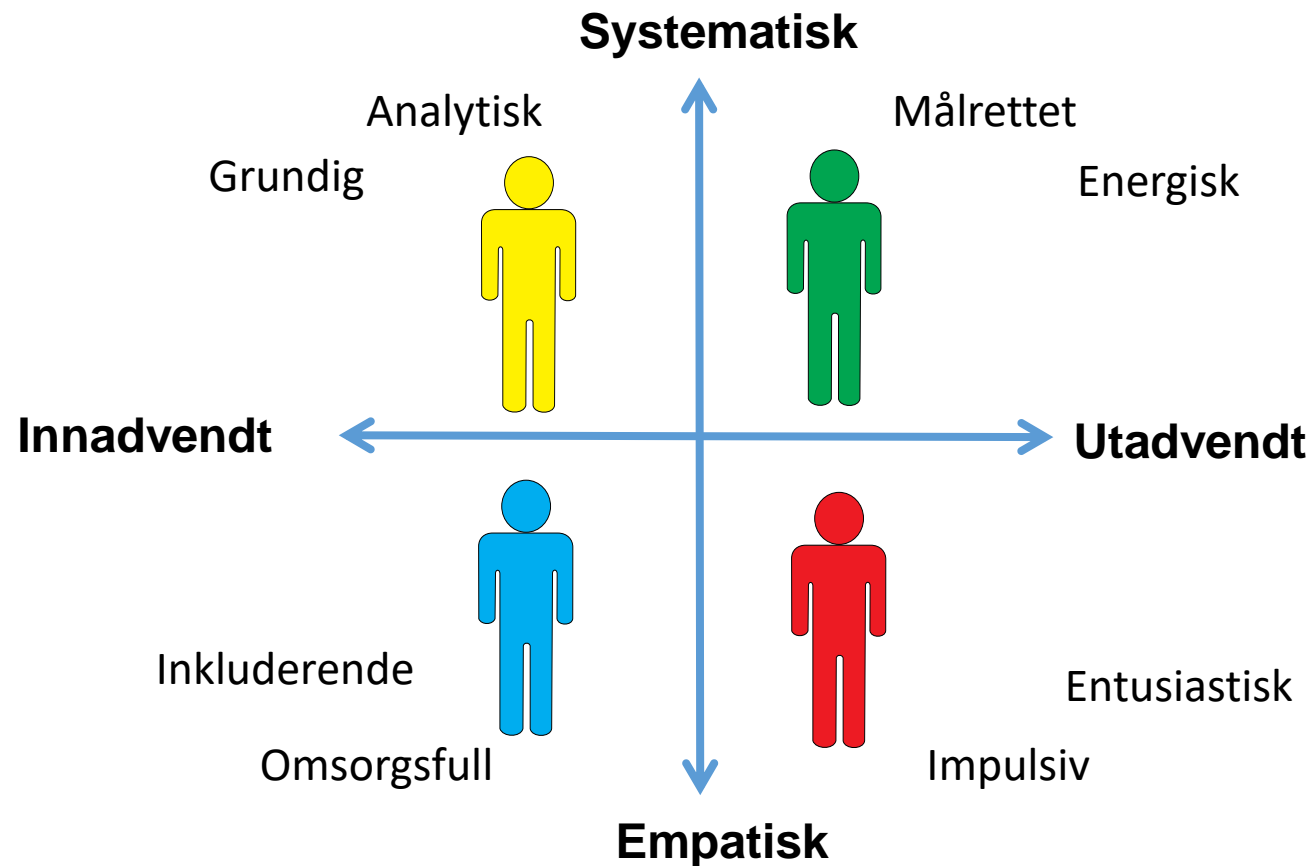 Systematisk
Analytisk
Målrettet
Grundig
Energisk
Innadvendt
Utadvendt
Inkluderende
Entusiastisk
Omsorgsfull
Impulsiv
Empatisk